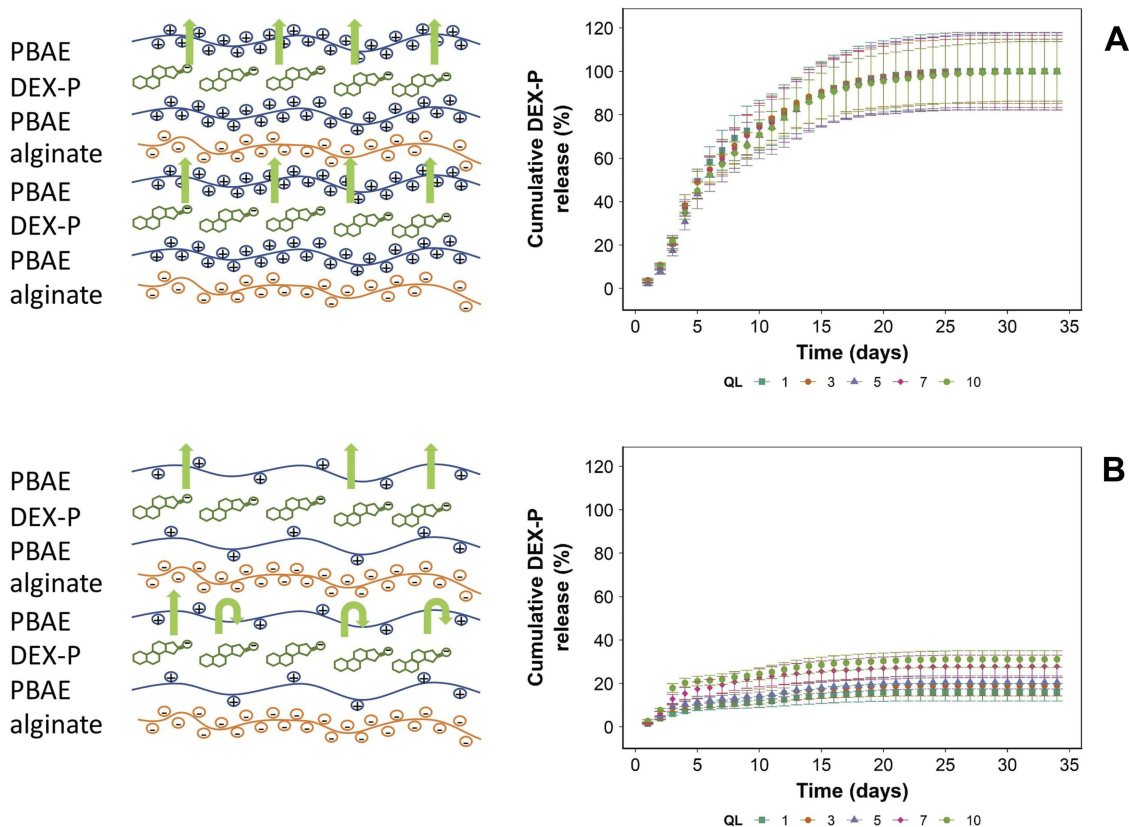 PBAE
DEX-P
PBAE
alginate
PBAE
DEX-P
PBAE
alginate
A
120
100
80
60
40
20
0
Cumulative DEX-P
release (%)
0 5 10 15 20 25 30 35
Time (days)
QL 1 3 5 7 10
PBAE
DEX-P
PBAE
alginate
PBAE
DEX-P
PBAE
alginate
B
120
100
80
60
40
20
0
Cumulative DEX-P
release (%)
0 5 10 15 20 25 30 35
Time (days)
QL 1 3 5 7 10